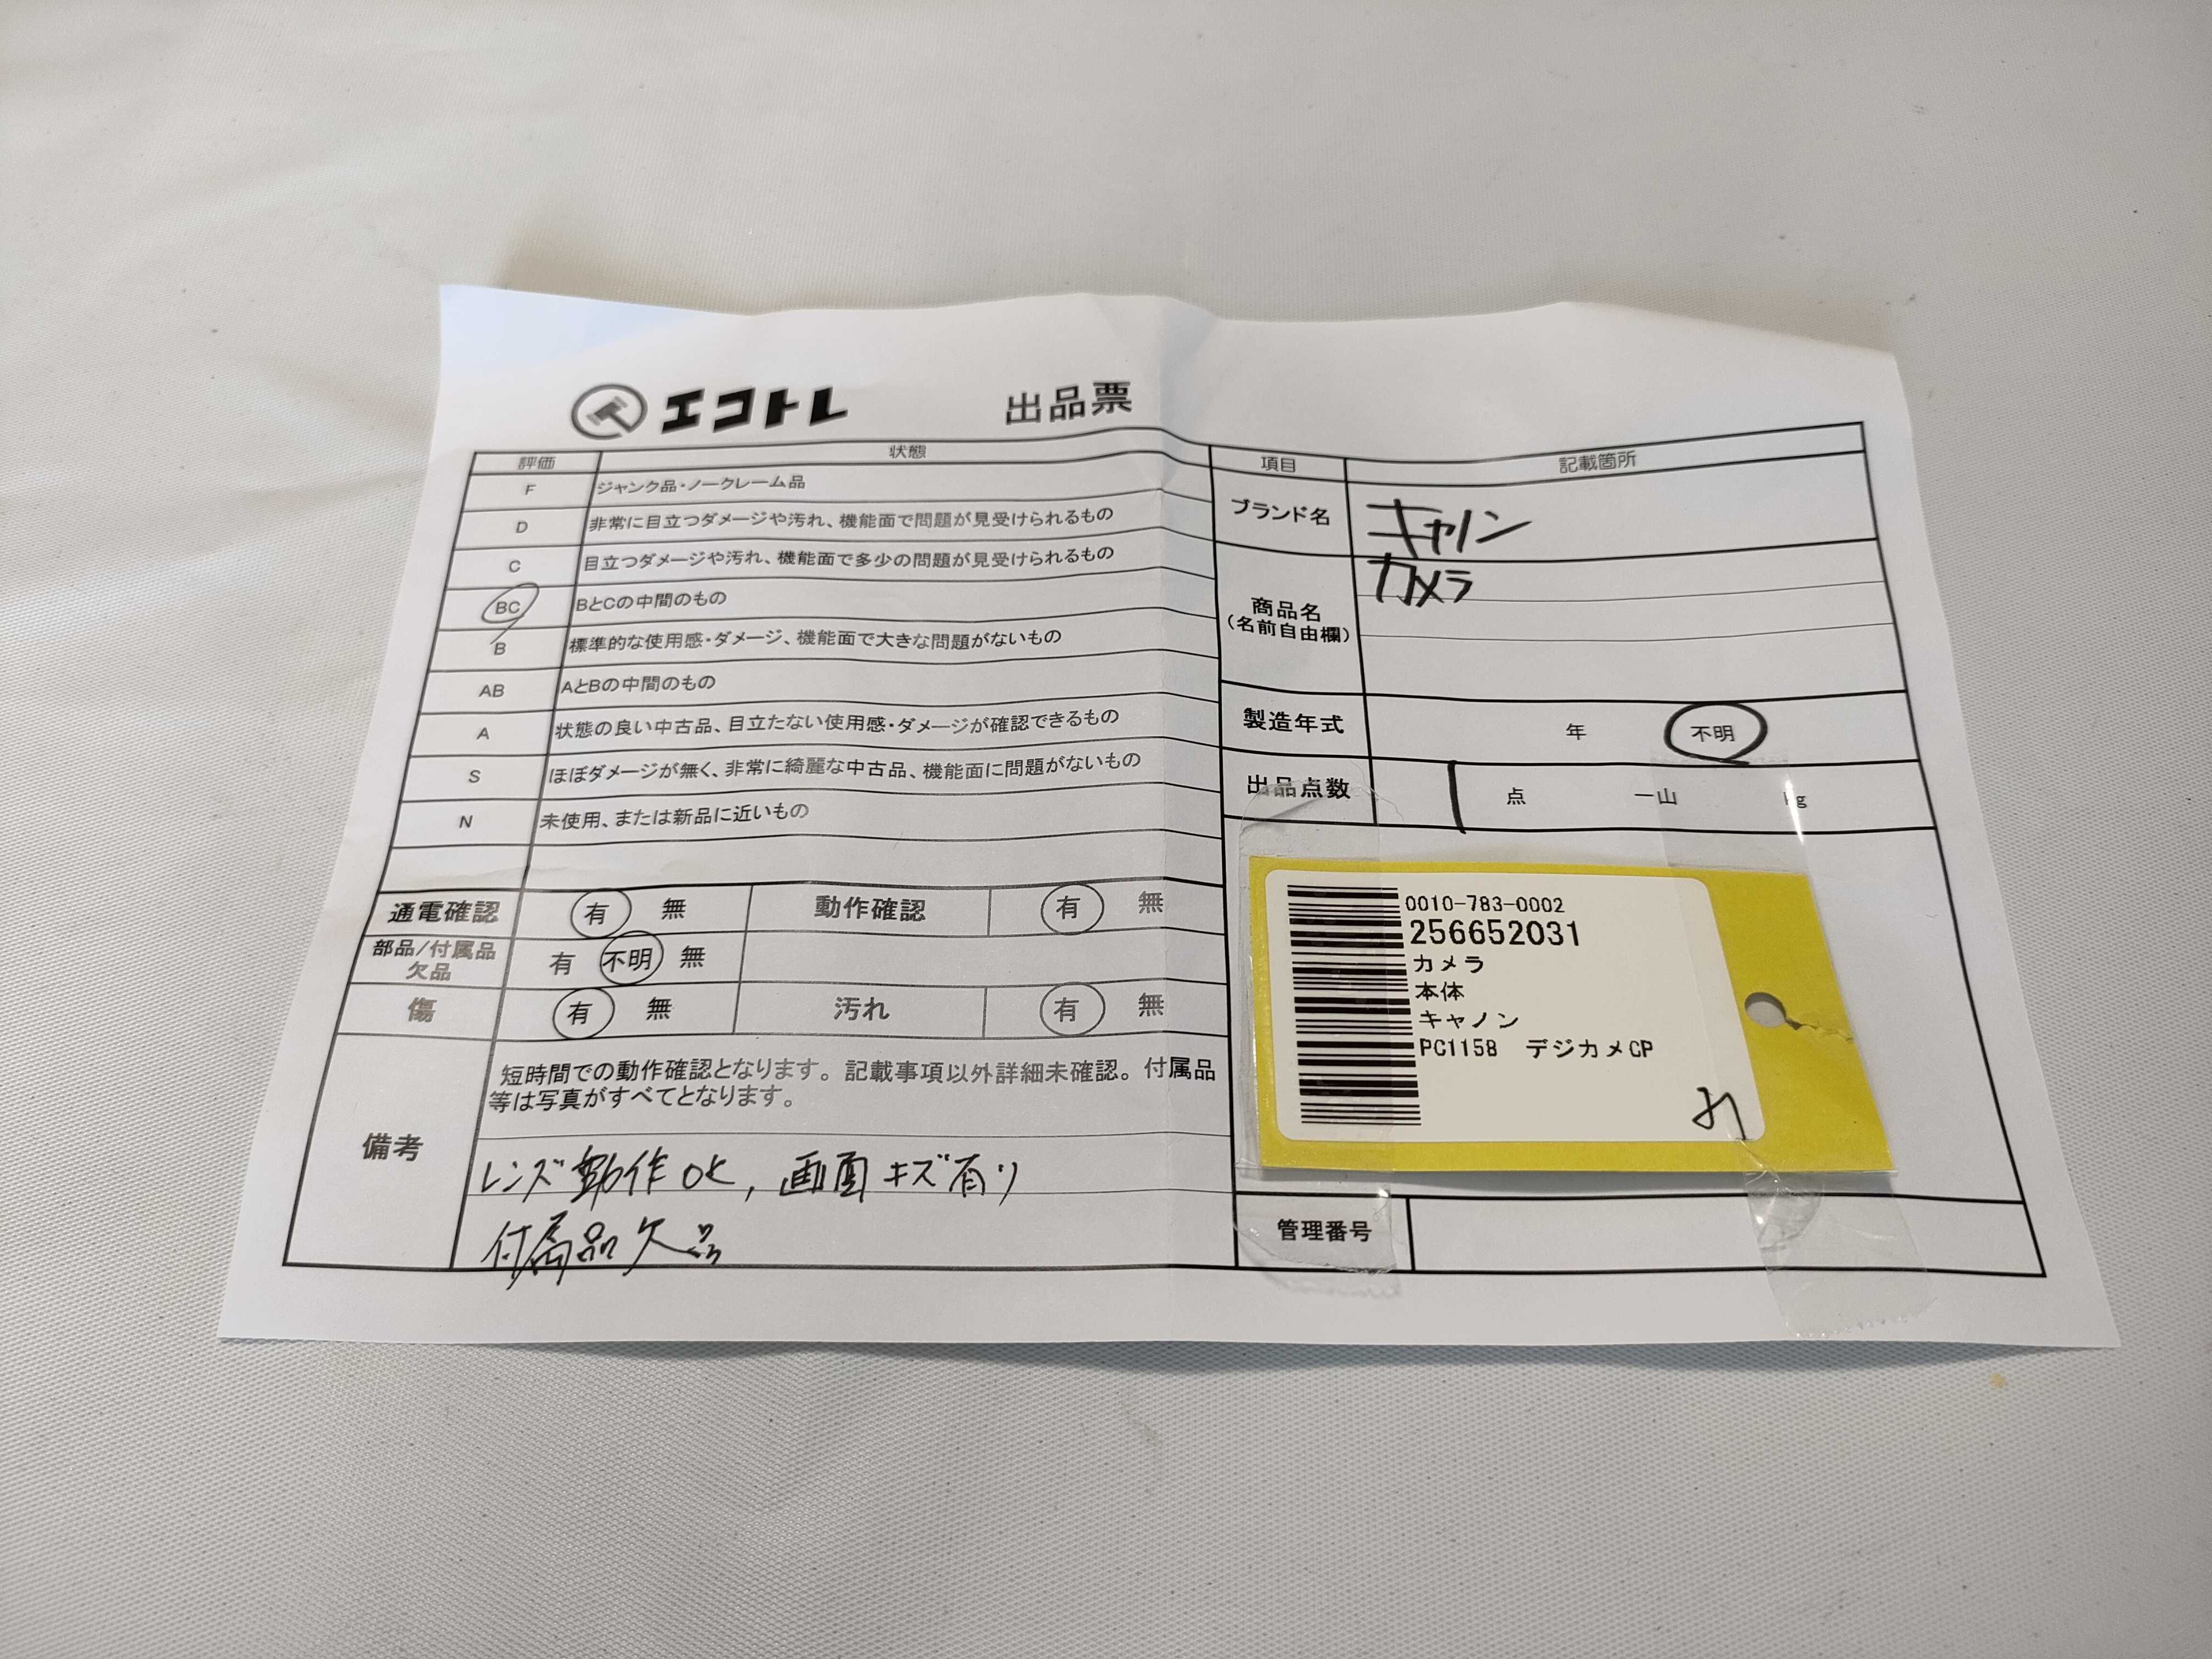 エコトレ 出品票
評価 状態
F ジャンク品・ノークレーム品
D 非常に目立つダメージや汚れ、機能面で問題が見受けられるもの
C 目立つダメージや汚れ、機能面で多少の問題が見受けられるもの
BC BとCの中間のもの
B 標準的な使用感・ダメージ、機能面で大きな問題がないもの
AB AとBの中間のもの
A 状態の良い中古品、目立たない使用感・ダメージが確認できるもの
S ほぼダメージが無く、非常に綺麗な中古品、機能面に問題がないもの
N 未使用、または新品に近いもの
通電確認 有 無 動作確認 有 無
部品/付属品
欠品 有 不明 無
傷 有 無 汚れ 有 無
備考
短時間での動作確認となります。記載事項以外詳細未確認。付属品
等は写真がすべてとなります。
レンズ動作OK, 画面キズ有り
付属品欠品
項目 記載箇所
ブランド名 キャノン
商品名
(名前自由欄)
カメラ
製造年式 年 不明
出品点数 1 点 一山 kg
0010-783-0002
256652031
カメラ
本体
キャノン
PC1158 デジカメCP
管理番号